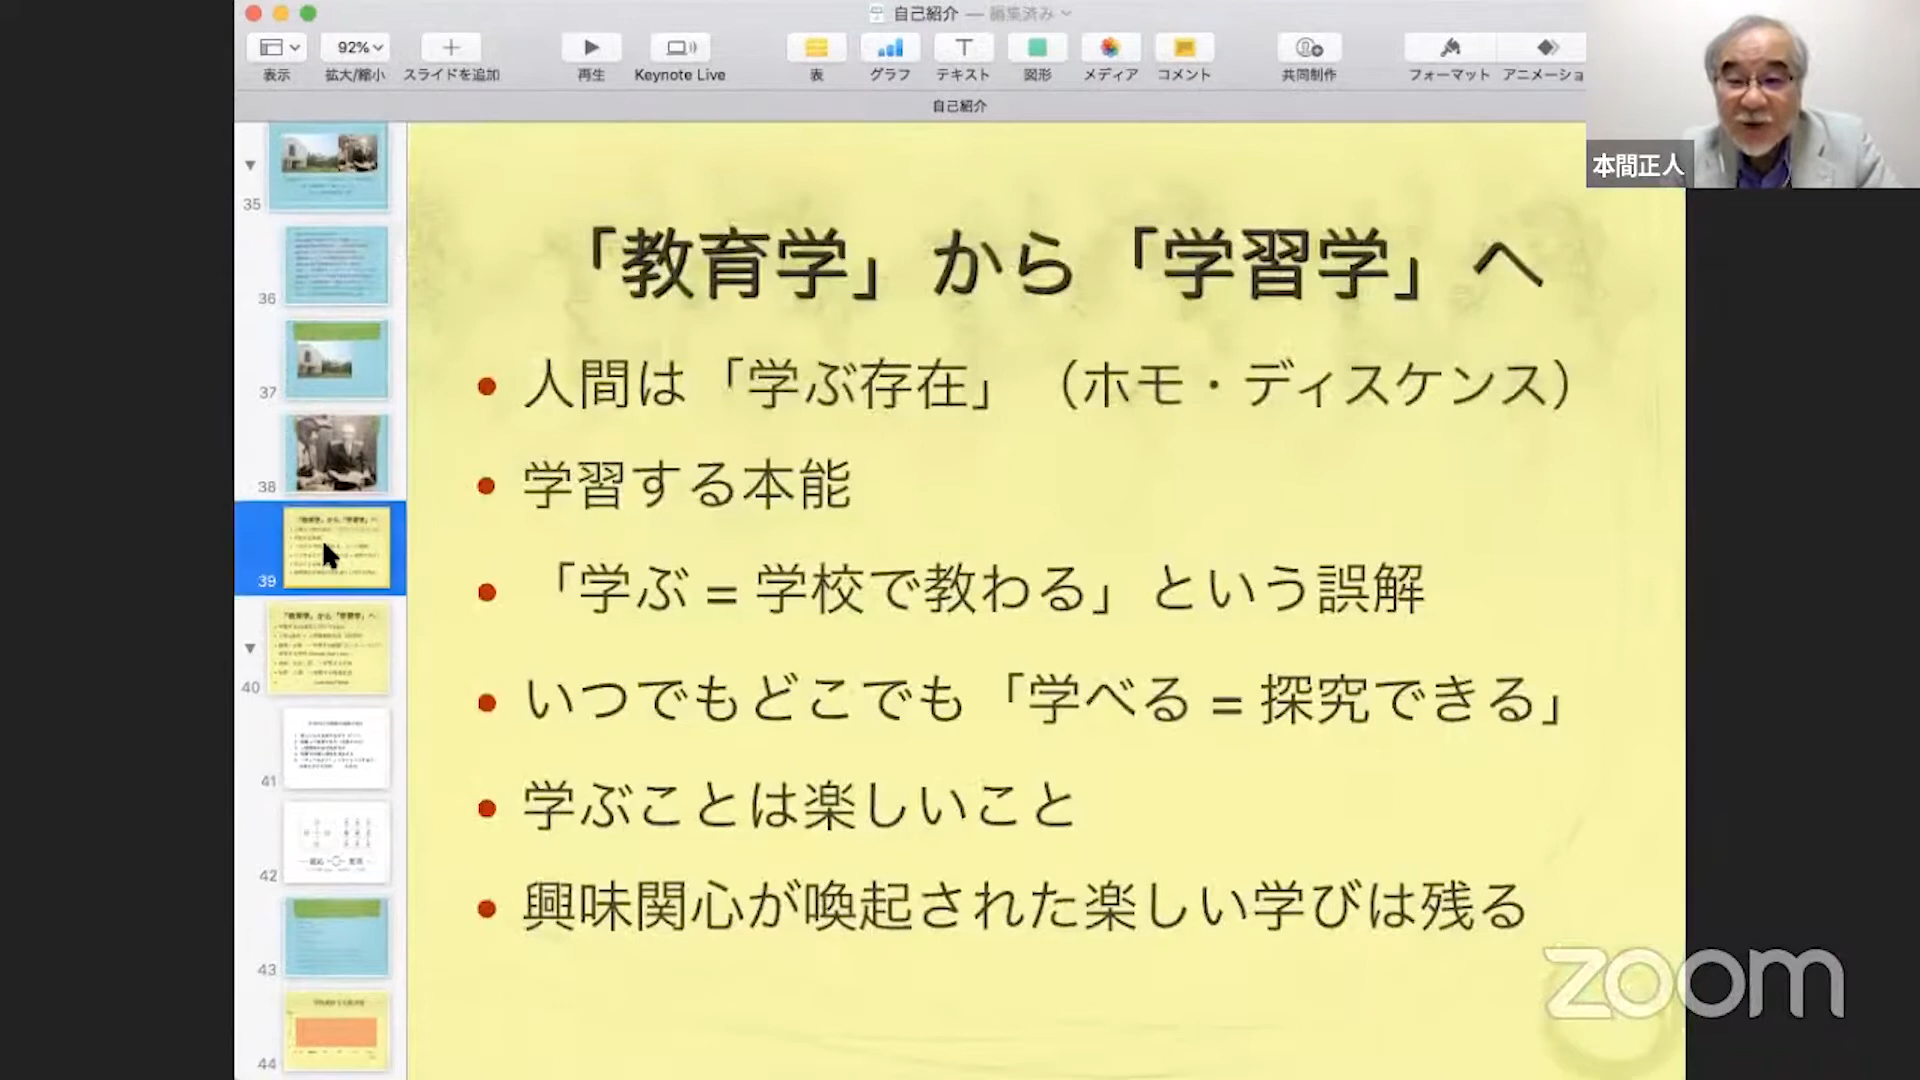 自己紹介 — 編集済み
92%
表示
拡大/縮小
スライドを追加
再生
Keynote Live
表
グラフ
テキスト
図形
メディア
コメント
共同制作
フォーマット
アニメーショ
自己紹介
本間正人
35
36
37
38
39
40
41
42
43
44
「教育学」から「学習学」へ
人間は「学ぶ存在」（ホモ・ディスケンス）
学習する本能
「学ぶ = 学校で教わる」という誤解
いつでもどこでも「学べる = 探究できる」
学ぶことは楽しいこと
興味関心が喚起された楽しい学びは残る
zoom